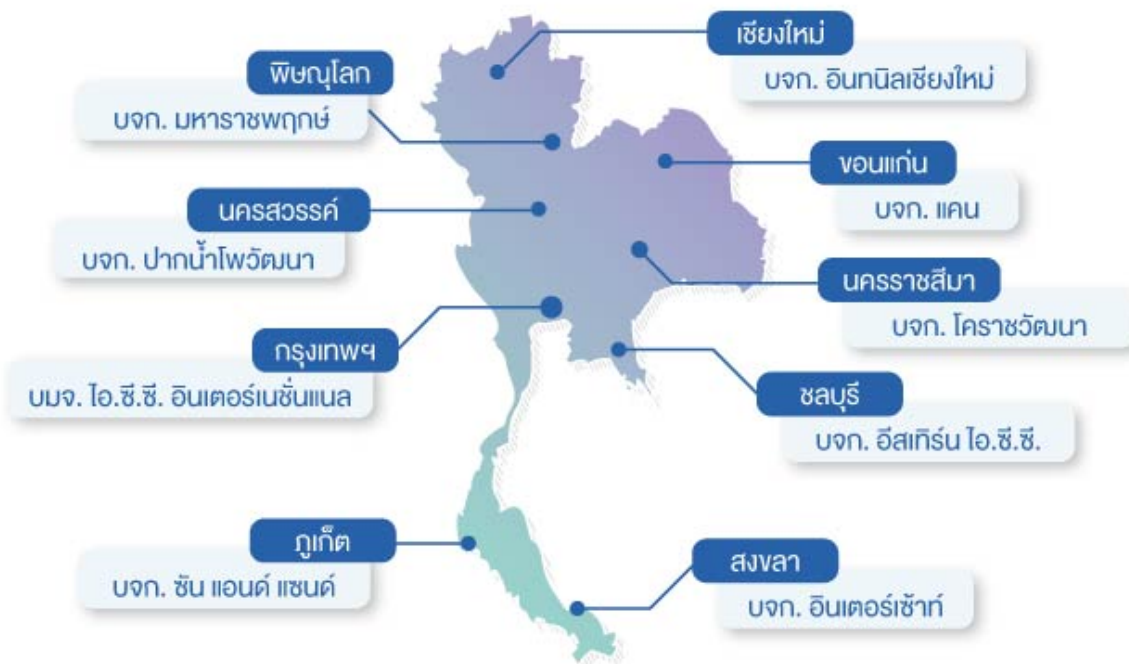 เชียงใหม่
บจก. อินทนิลเชียงใหม่
พิษณุโลก
บจก. มหาราชพฤกษ์
ขอนแก่น
บจก. แคน
นครสวรรค์
บจก. ปากน้ำโพวัฒนา
นครราชสีมา
บจก. โคราชวัฒนา
กรุงเทพฯ
บมจ. ไอ.ซี.ซี. อินเตอร์เนชั่นแนล
ชลบุรี
บจก. อีสเทิร์น ไอ.ซี.ซี.
ภูเก็ต
บจก. ซัน แอนด์ แซนด์
สงขลา
บจก. อินเตอร์เซ้าท์